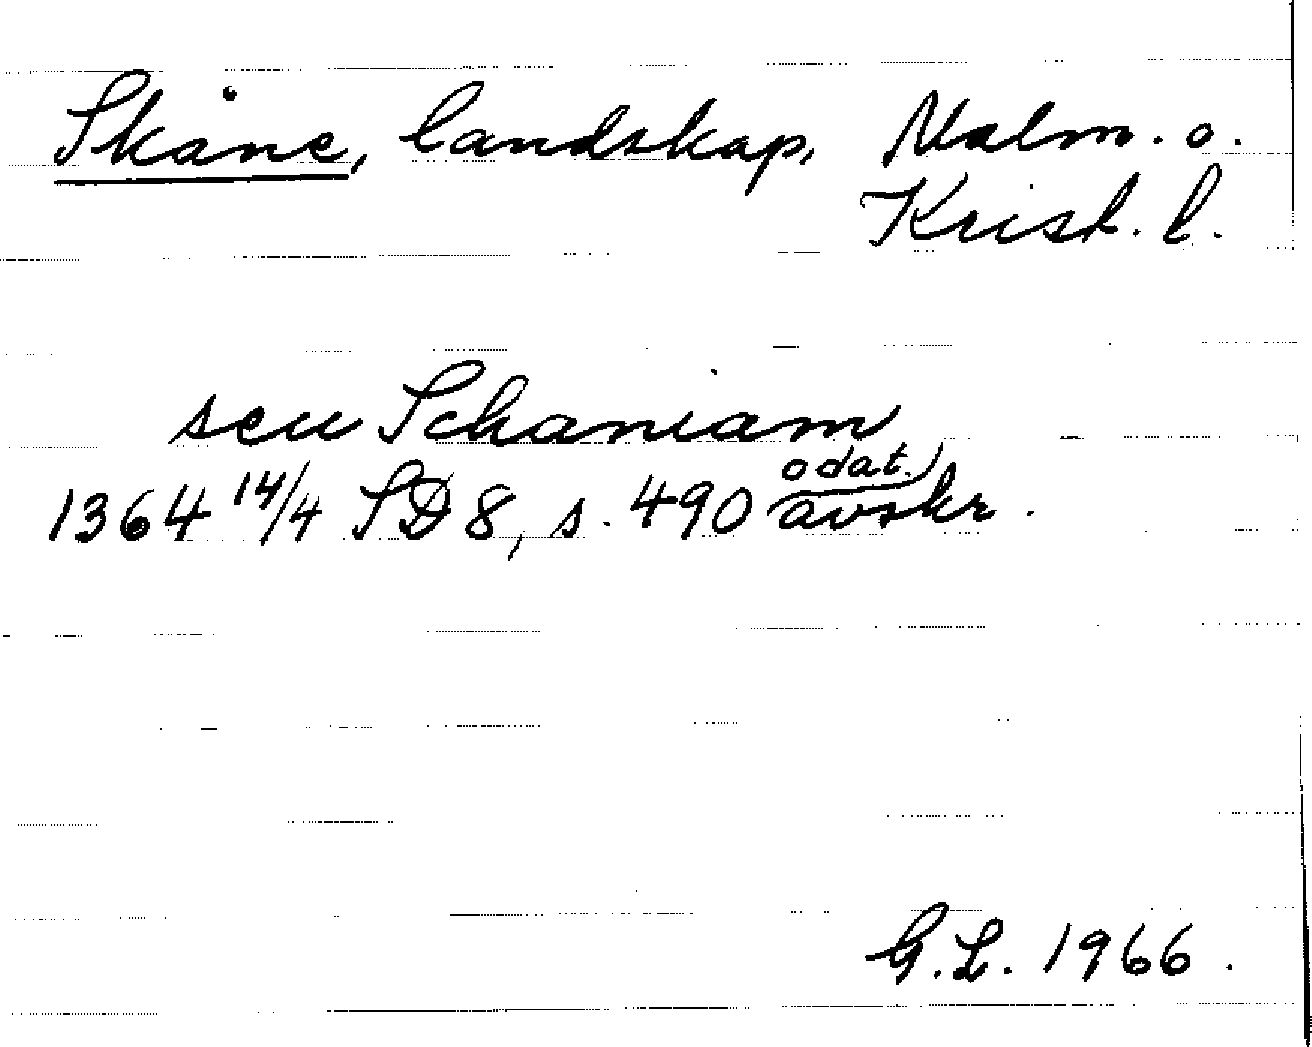 Skåne, landskap, Malm. o.
Krist. l.
seu Schaniam
odat.
1364 14/4 SD 8, s. 490 avskr.
G.L. 1966.